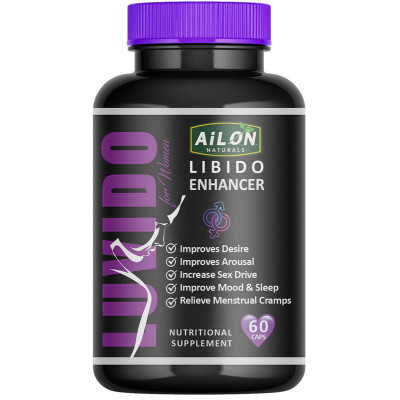 LUVIDO
for Women
AiLON
NATURALS
LIBIDO
ENHANCER
Improves Desire
Improves Arousal
Increase Sex Drive
Improve Mood & Sleep
Relieve Menstrual Cramps
NUTRITIONAL
SUPPLEMENT
60
CAPS